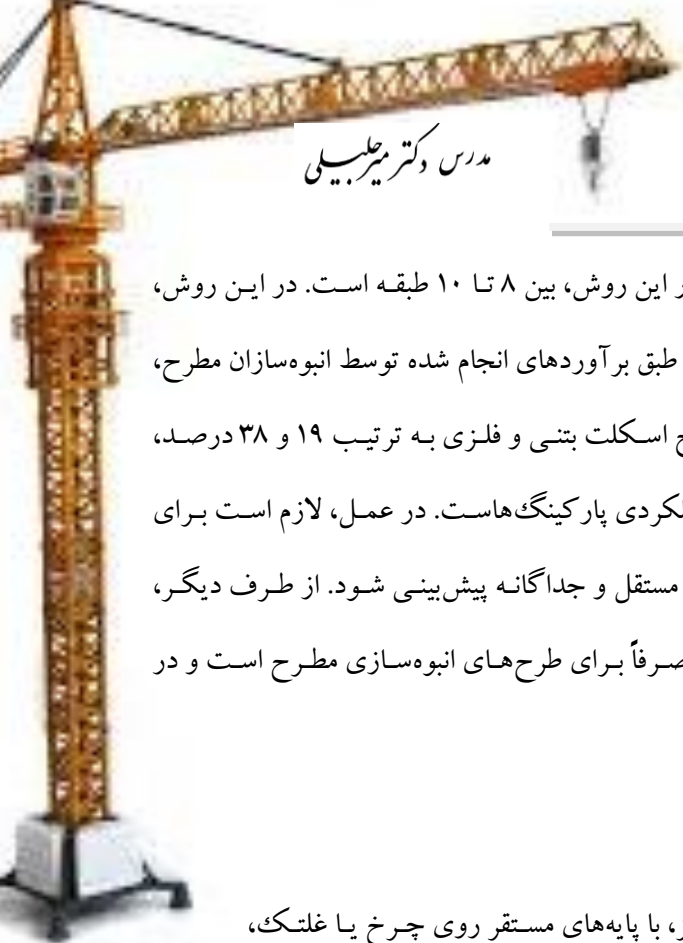 مدرس دکتر میرجلیلی
ر این روش، بین ۸ تا ۱۰ طبقه است. در این روش،
طبق برآوردهای انجام شده توسط انبوه‌سازان مطرح،
ح اسکلت بتنی و فلزی به ترتیب ۱۹ و ۳۸ درصد،
لکردی پارکینگ‌هاست. در عمل، لازم است برای
مستقل و جداگانه پیش‌بینی شود. از طرف دیگر،
صرفاً برای طرح‌های انبوه‌سازی مطرح است و در
ر، با پایه‌های مستقر روی چرخ یا غلتک،